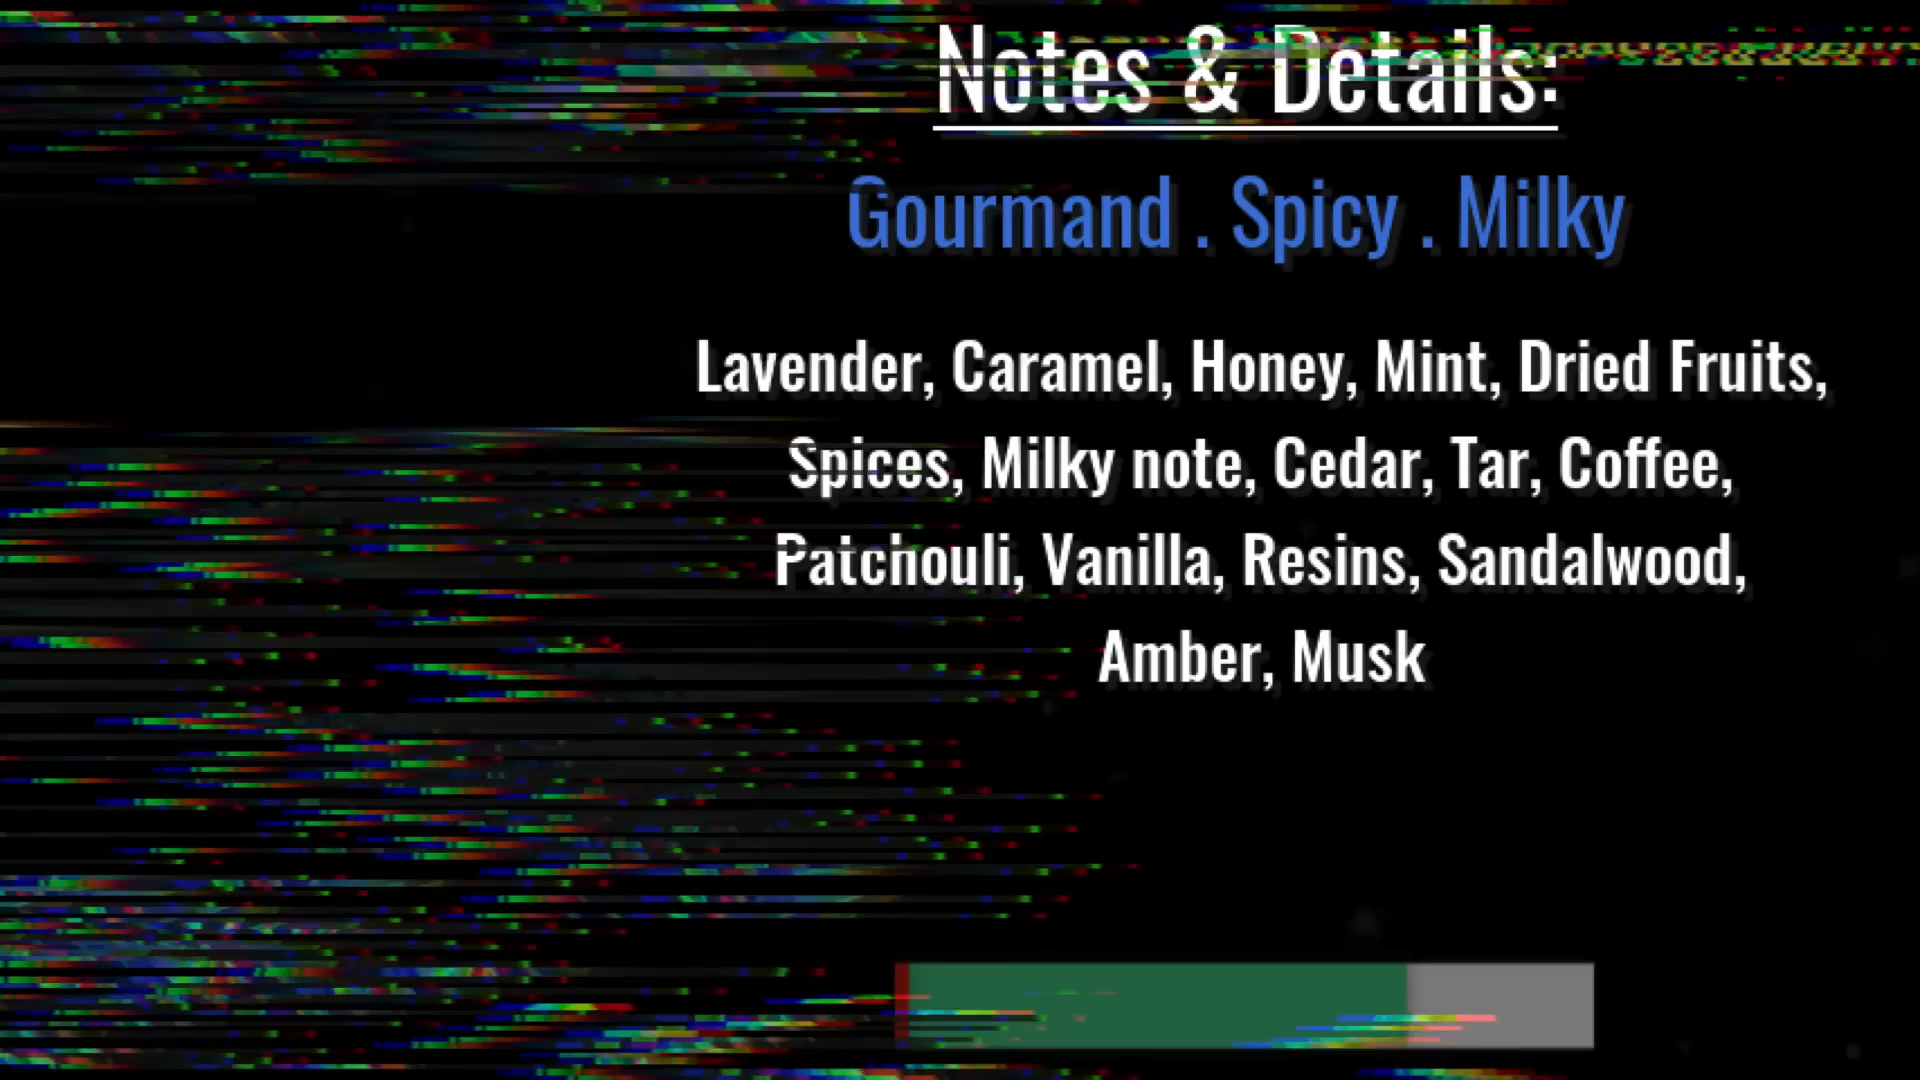 Notes & Details:
Gourmand . Spicy . Milky
Lavender, Caramel, Honey, Mint, Dried Fruits,
Spices, Milky note, Cedar, Tar, Coffee,
Patchouli, Vanilla, Resins, Sandalwood,
Amber, Musk